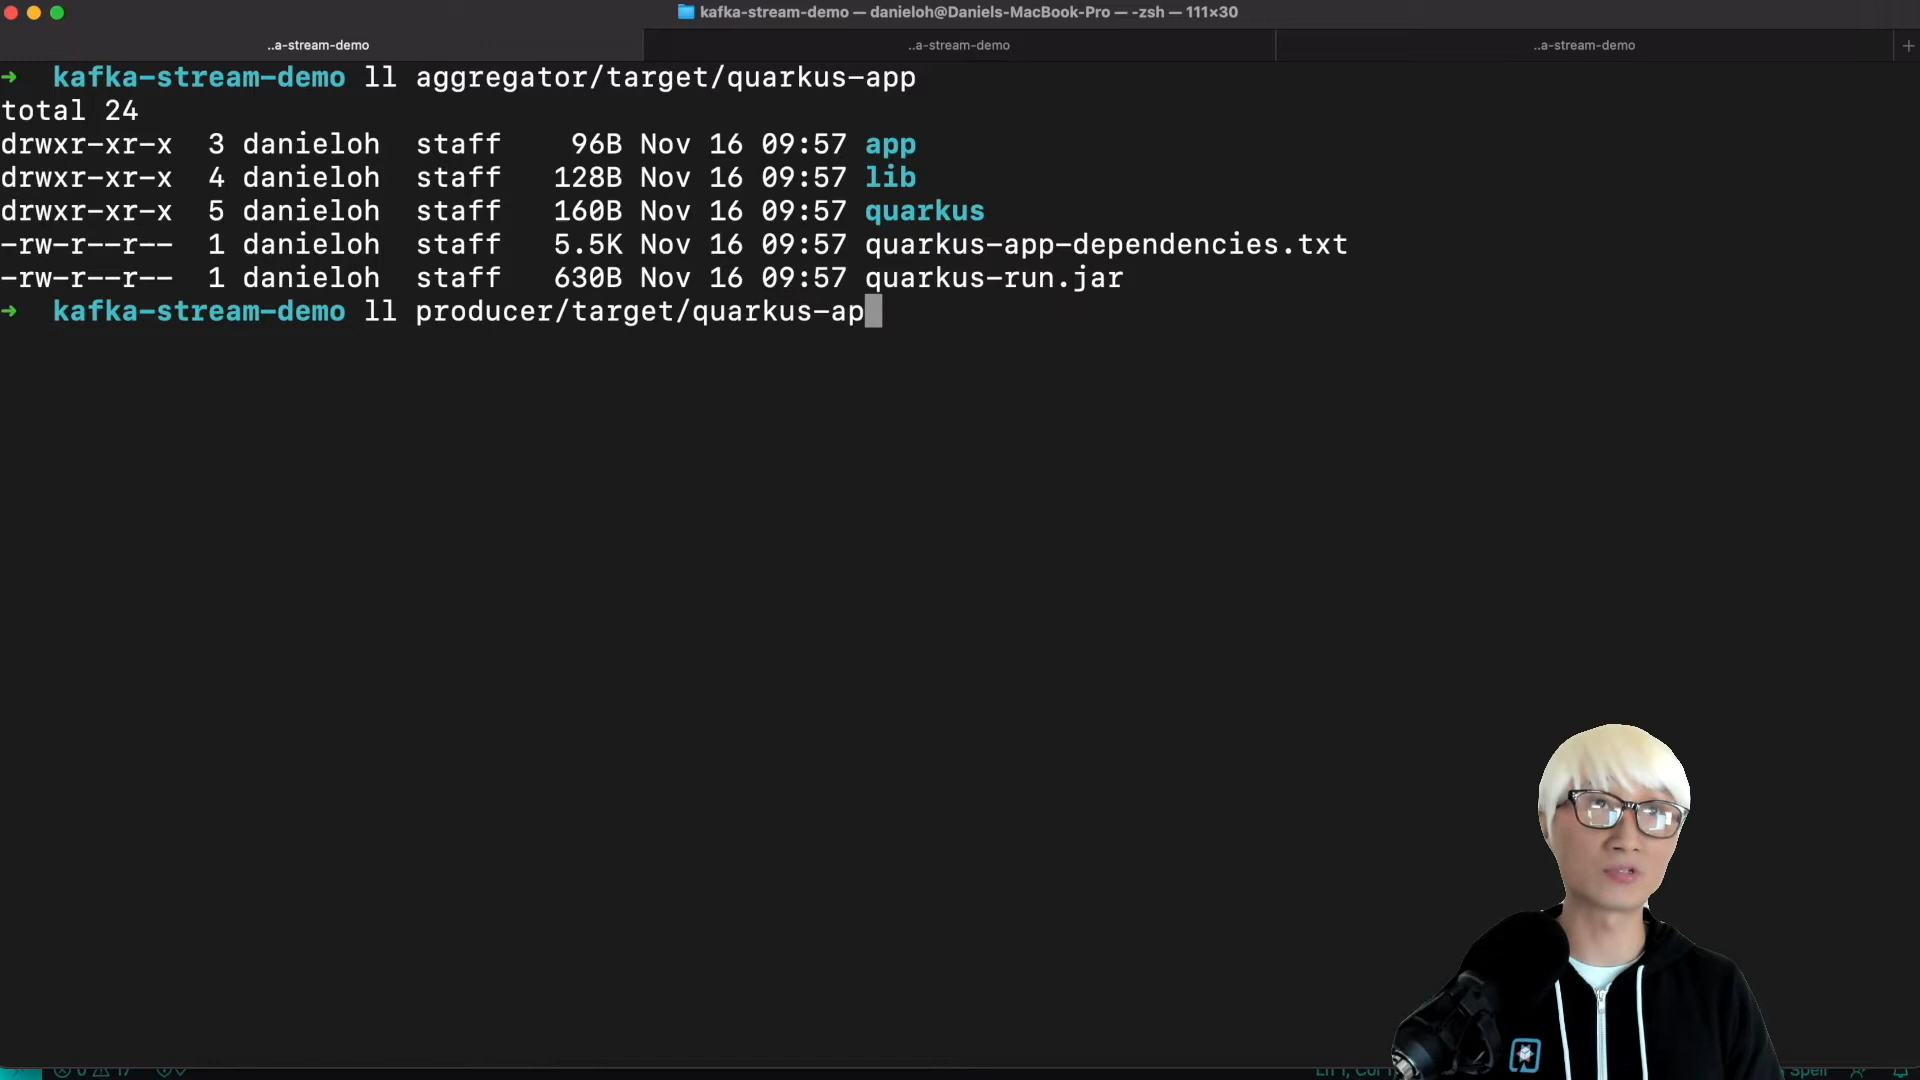 kafka-stream-demo — danieloh@Daniels-MacBook-Pro — -zsh — 111×30
..a-stream-demo ..a-stream-demo ..a-stream-demo +
➜ kafka-stream-demo ll aggregator/target/quarkus-app
total 24
drwxr-xr-x 3 danieloh staff 96B Nov 16 09:57 app
drwxr-xr-x 4 danieloh staff 128B Nov 16 09:57 lib
drwxr-xr-x 5 danieloh staff 160B Nov 16 09:57 quarkus
-rw-r--r-- 1 danieloh staff 5.5K Nov 16 09:57 quarkus-app-dependencies.txt
-rw-r--r-- 1 danieloh staff 630B Nov 16 09:57 quarkus-run.jar
➜ kafka-stream-demo ll producer/target/quarkus-ap